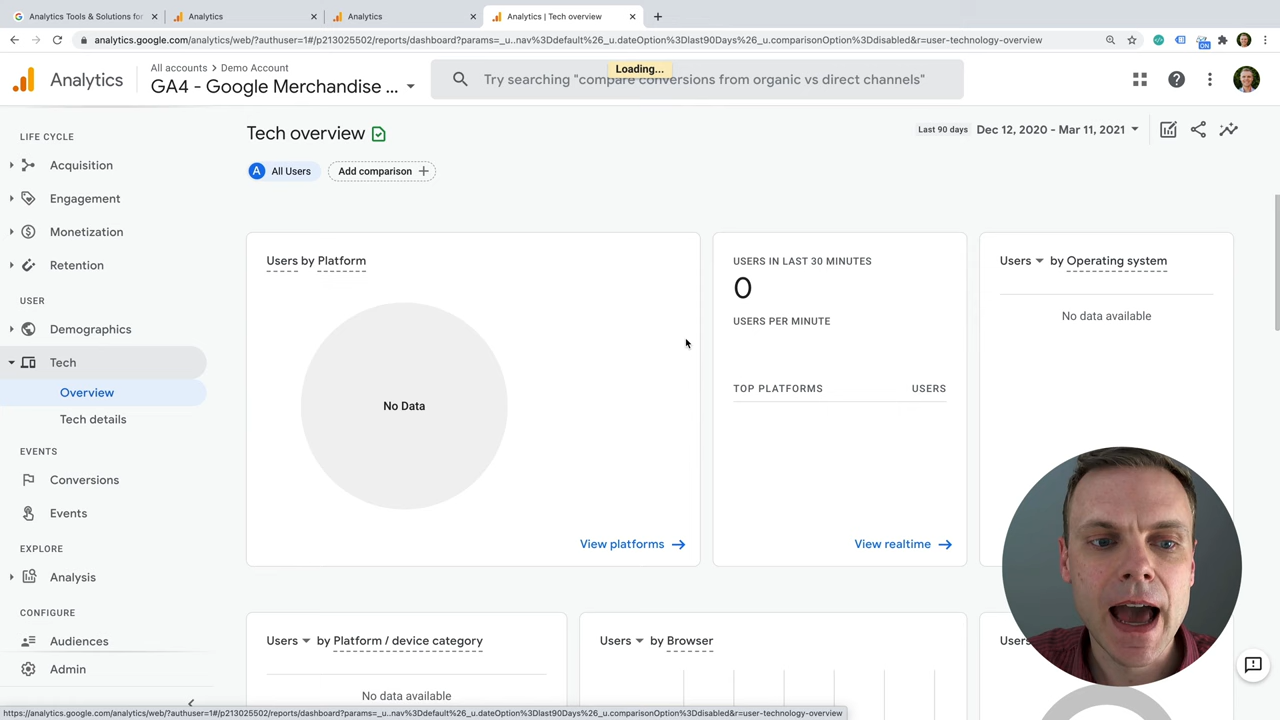 Analytics Tools & Solutions for
Analytics
Analytics
Analytics | Tech overview
analytics.google.com/analytics/web/?authuser=1#/p213025502/reports/dashboard?params=_u..nav%3Ddefault%26_u.dateOption%3Dlast90Days%26_u.comparisonOption%3Ddisabled&r=user-technology-overview
ON
Analytics
All accounts > Demo Account
GA4 - Google Merchandise ...
Loading...
Try searching "compare conversions from organic vs direct channels"
LIFE CYCLE
Acquisition
Engagement
Monetization
Retention
USER
Demographics
Tech
Overview
Tech details
EVENTS
Conversions
Events
EXPLORE
Analysis
CONFIGURE
Audiences
Admin
Tech overview
Last 90 days Dec 12, 2020 - Mar 11, 2021
A All Users
Add comparison +
Users by Platform
No Data
View platforms
USERS IN LAST 30 MINUTES
0
USERS PER MINUTE
TOP PLATFORMS USERS
View realtime
Users by Operating system
No data available
Users by Platform / device category
No data available
Users by Browser
https://analytics.google.com/analytics/web/?authuser=1#/p213025502/reports/dashboard?params=_u..nav%3Ddefault%26_u.dateOption%3Dlast90Days%26_u.comparisonOption%3Ddisabled&r=user-technology-overview